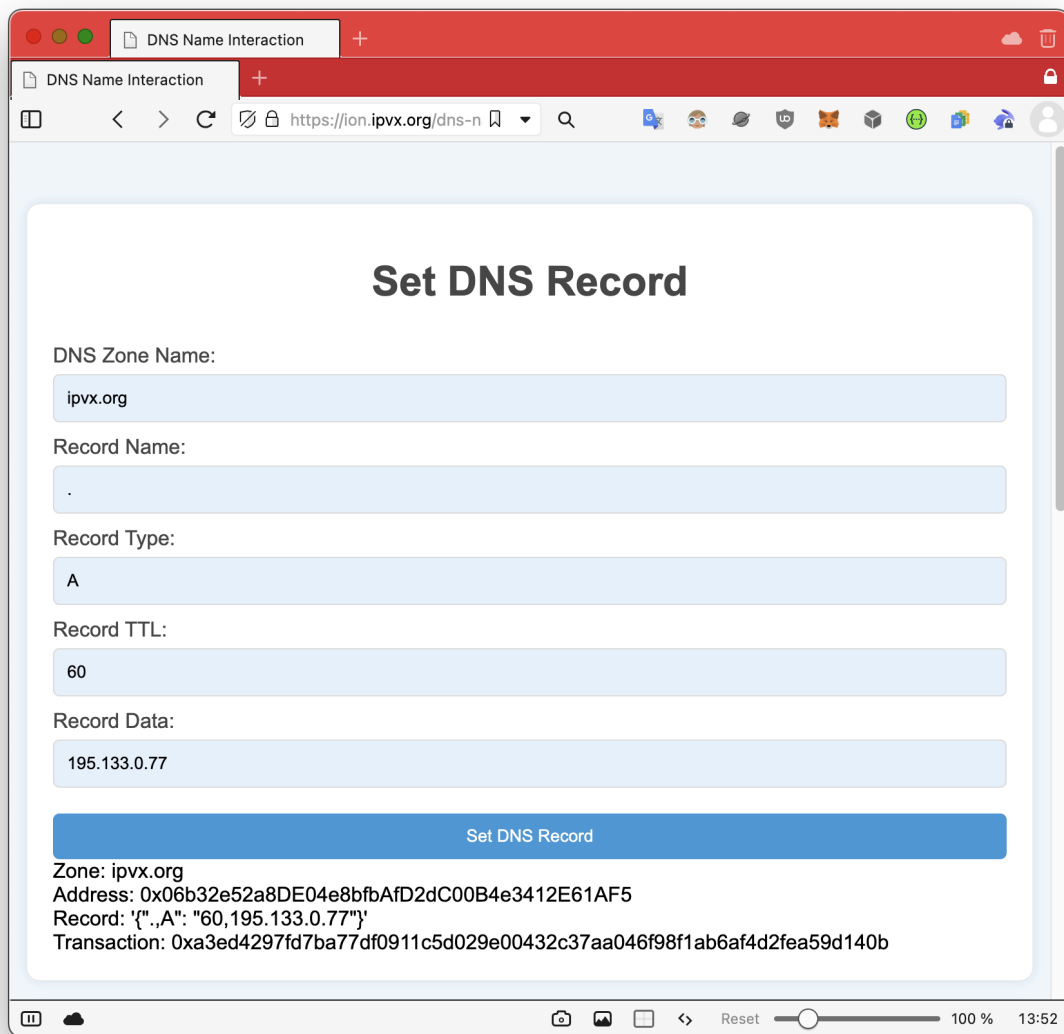 DNS Name Interaction
DNS Name Interaction
https://ion.ipvx.org/dns-n
Set DNS Record
DNS Zone Name:
ipvx.org
Record Name:
.
Record Type:
A
Record TTL:
60
Record Data:
195.133.0.77
Set DNS Record
Zone: ipvx.org
Address: 0x06b32e52a8DE04e8bfbAfD2dC00B4e3412E61AF5
Record: '{".,A": "60,195.133.0.77"}'
Transaction: 0xa3ed4297fd7ba77df0911c5d029e00432c37aa046f98f1ab6af4d2fea59d140b
Reset 100 % 13:52